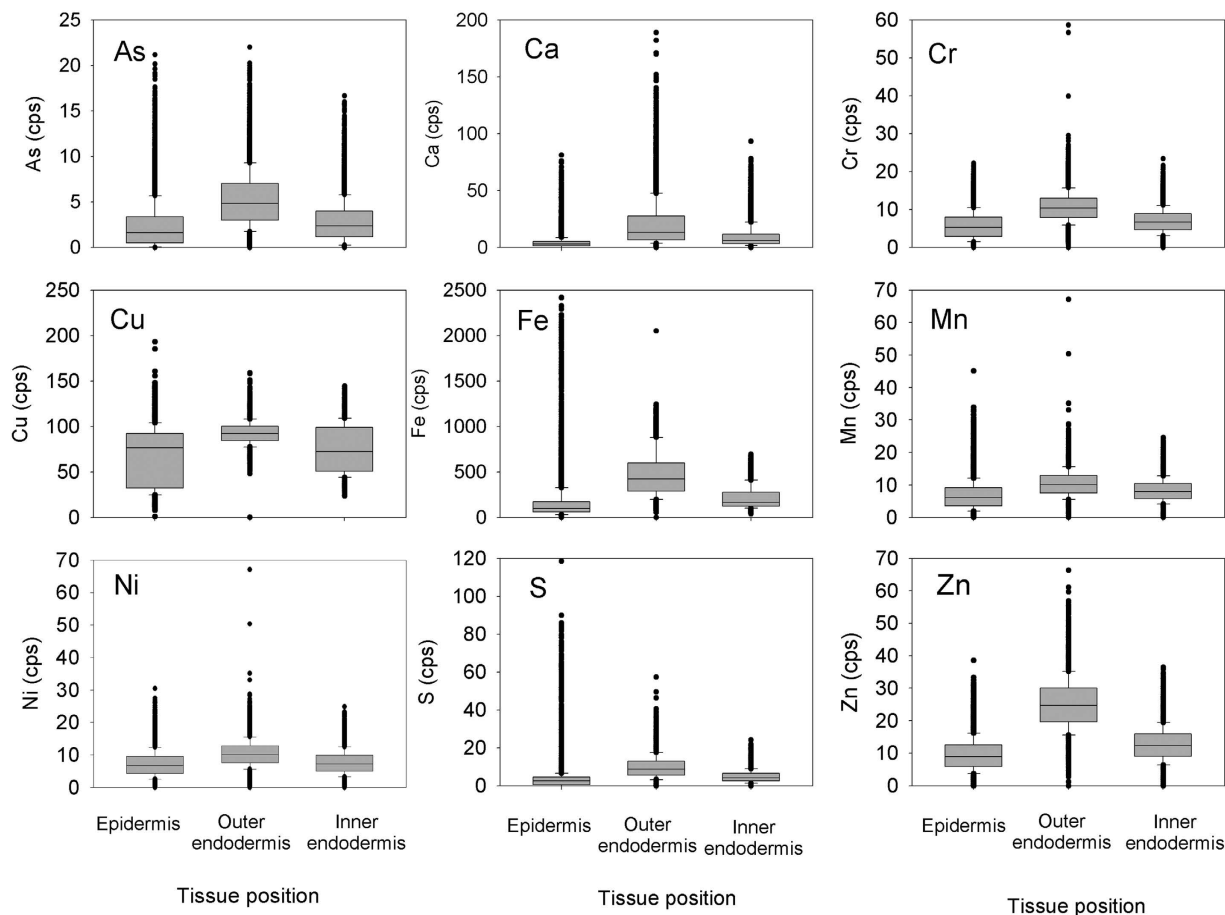 As
As (cps)
25
20
15
10
5
0
Ca
Ca (cps)
200
150
100
50
0
Cr
Cr (cps)
60
50
40
30
20
10
0
Cu
Cu (cps)
250
200
150
100
50
0
Fe
Fe (cps)
2500
2000
1500
1000
500
0
Mn
Mn (cps)
70
60
50
40
30
20
10
0
Ni
Ni (cps)
70
60
50
40
30
20
10
0
Epidermis
Outer
endodermis
Inner
endodermis
Tissue position
S
S (cps)
120
100
80
60
40
20
0
Epidermis
Outer
endodermis
Inner
endodermis
Tissue position
Zn
Zn (cps)
70
60
50
40
30
20
10
0
Epidermis
Outer
endodermis
Inner
endodermis
Tissue position